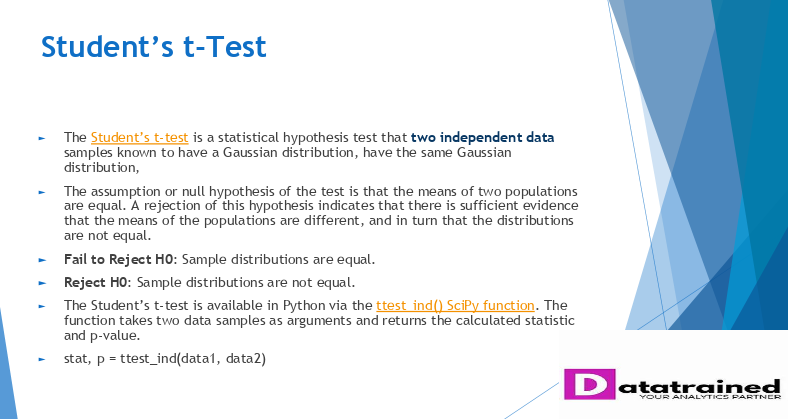 Student’s t-Test
► The Student’s t-test is a statistical hypothesis test that two independent data
samples known to have a Gaussian distribution, have the same Gaussian
distribution,
► The assumption or null hypothesis of the test is that the means of two populations
are equal. A rejection of this hypothesis indicates that there is sufficient evidence
that the means of the populations are different, and in turn that the distributions
are not equal.
► Fail to Reject H0: Sample distributions are equal.
► Reject H0: Sample distributions are not equal.
► The Student’s t-test is available in Python via the ttest_ind() SciPy function. The
function takes two data samples as arguments and returns the calculated statistic
and p-value.
► stat, p = ttest_ind(data1, data2)
Datatrained
YOUR ANALYTICS PARTNER